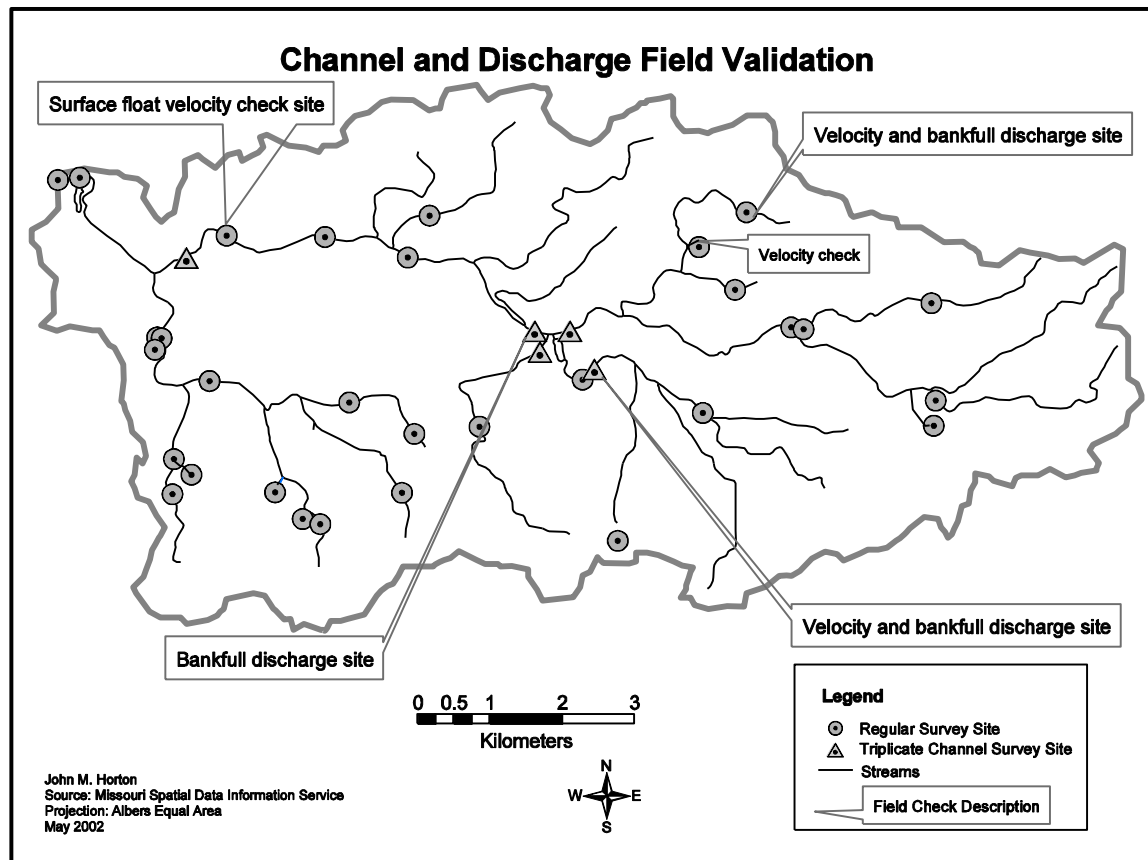 Channel and Discharge Field Validation
Surface float velocity check site
Velocity and bankfull discharge site
Velocity check
Velocity and bankfull discharge site
Bankfull discharge site
0 0.5 1 2 3
Kilometers
Legend
Regular Survey Site
Triplicate Channel Survey Site
Streams
Field Check Description
N
W E
S
John M. Horton
Source: Missouri Spatial Data Information Service
Projection: Albers Equal Area
May 2002